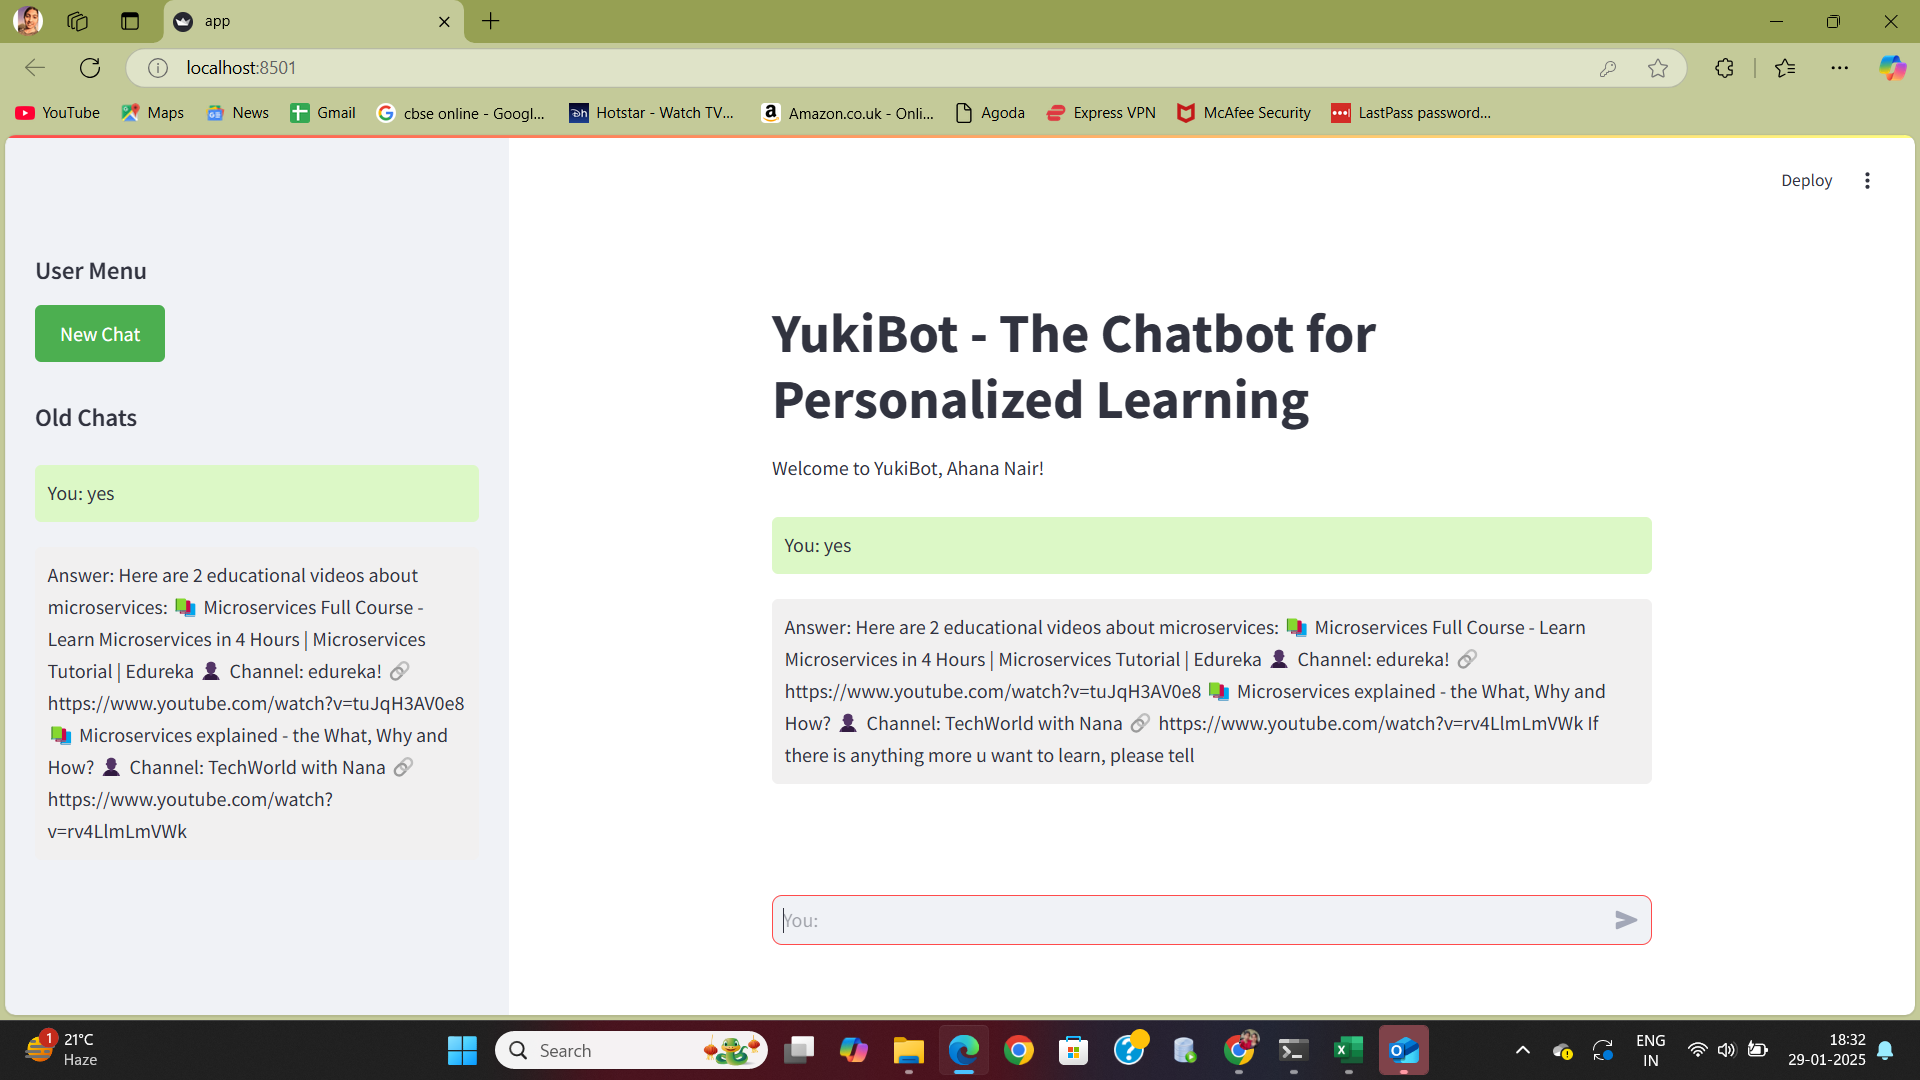 app
localhost:8501
YouTube
Maps
News
Gmail
cbse online - Googl...
Hotstar - Watch TV...
Amazon.co.uk - Onli...
Agoda
Express VPN
McAfee Security
LastPass password...
Deploy
User Menu
New Chat
Old Chats
You: yes
Answer: Here are 2 educational videos about
microservices: 📚 Microservices Full Course -
Learn Microservices in 4 Hours | Microservices
Tutorial | Edureka 👤 Channel: edureka! 🔗
https://www.youtube.com/watch?v=tuJqH3AV0e8
📚 Microservices explained - the What, Why and
How? 👤 Channel: TechWorld with Nana 🔗
https://www.youtube.com/watch?
v=rv4LlmLmVWk
YukiBot - The Chatbot for
Personalized Learning
Welcome to YukiBot, Ahana Nair!
You: yes
Answer: Here are 2 educational videos about microservices: 📚 Microservices Full Course - Learn
Microservices in 4 Hours | Microservices Tutorial | Edureka 👤 Channel: edureka! 🔗
https://www.youtube.com/watch?v=tuJqH3AV0e8 📚 Microservices explained - the What, Why and
How? 👤 Channel: TechWorld with Nana 🔗 https://www.youtube.com/watch?v=rv4LlmLmVWk If
there is anything more u want to learn, please tell
You:
1
21°C
Haze
Search
ENG
IN
18:32
29-01-2025